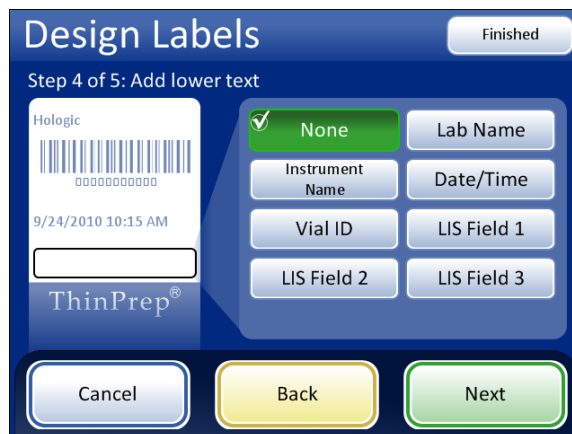 Design Labels
Finished
Step 4 of 5: Add lower text
Hologic
00000000000
9/24/2010 10:15 AM
ThinPrep®
None
Lab Name
Instrument
Name
Date/Time
Vial ID
LIS Field 1
LIS Field 2
LIS Field 3
Cancel
Back
Next